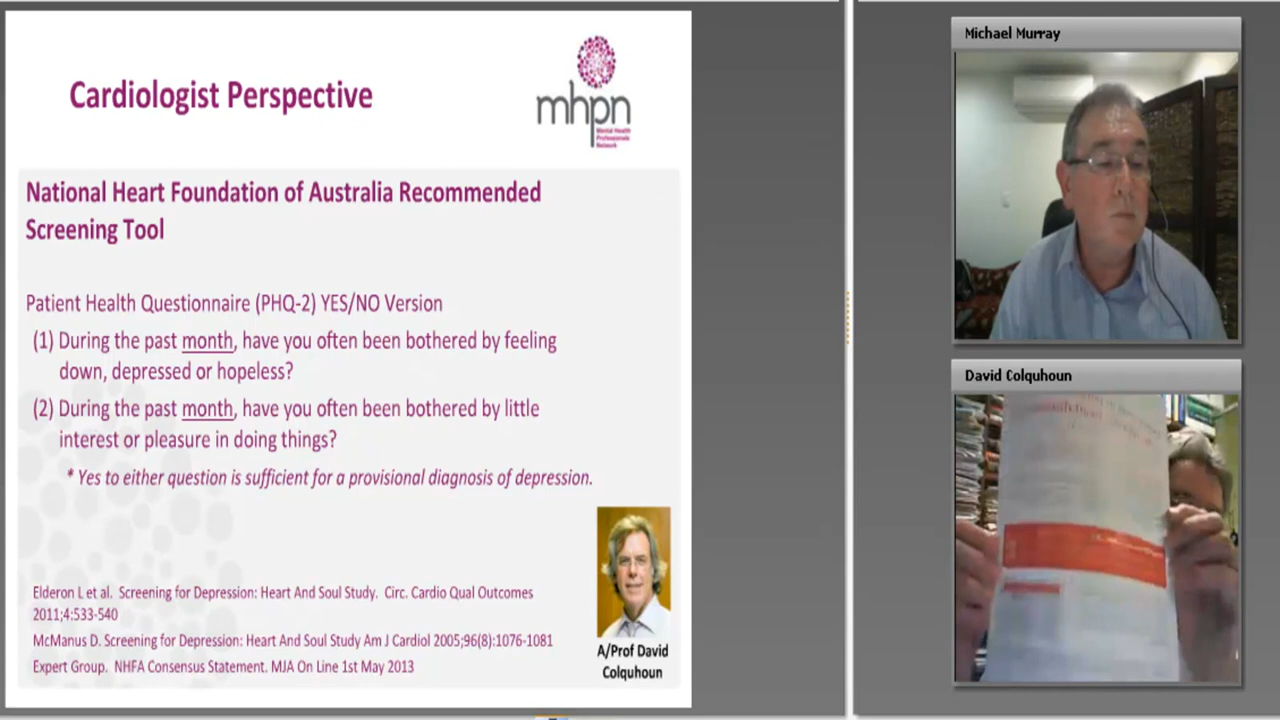 Cardiologist Perspective
mhpn
Mental Health
Professionals
Network
National Heart Foundation of Australia Recommended
Screening Tool
Patient Health Questionnaire (PHQ-2) YES/NO Version
(1) During the past month, have you often been bothered by feeling
down, depressed or hopeless?
(2) During the past month, have you often been bothered by little
interest or pleasure in doing things?
* Yes to either question is sufficient for a provisional diagnosis of depression.
Elderon L et al. Screening for Depression: Heart And Soul Study. Circ. Cardio Qual Outcomes
2011;4:533-540
McManus D. Screening for Depression: Heart And Soul Study Am J Cardiol 2005;96(8):1076-1081
Expert Group. NHFA Consensus Statement. MJA On Line 1st May 2013
A/Prof David
Colquhoun
Michael Murray
David Colquhoun